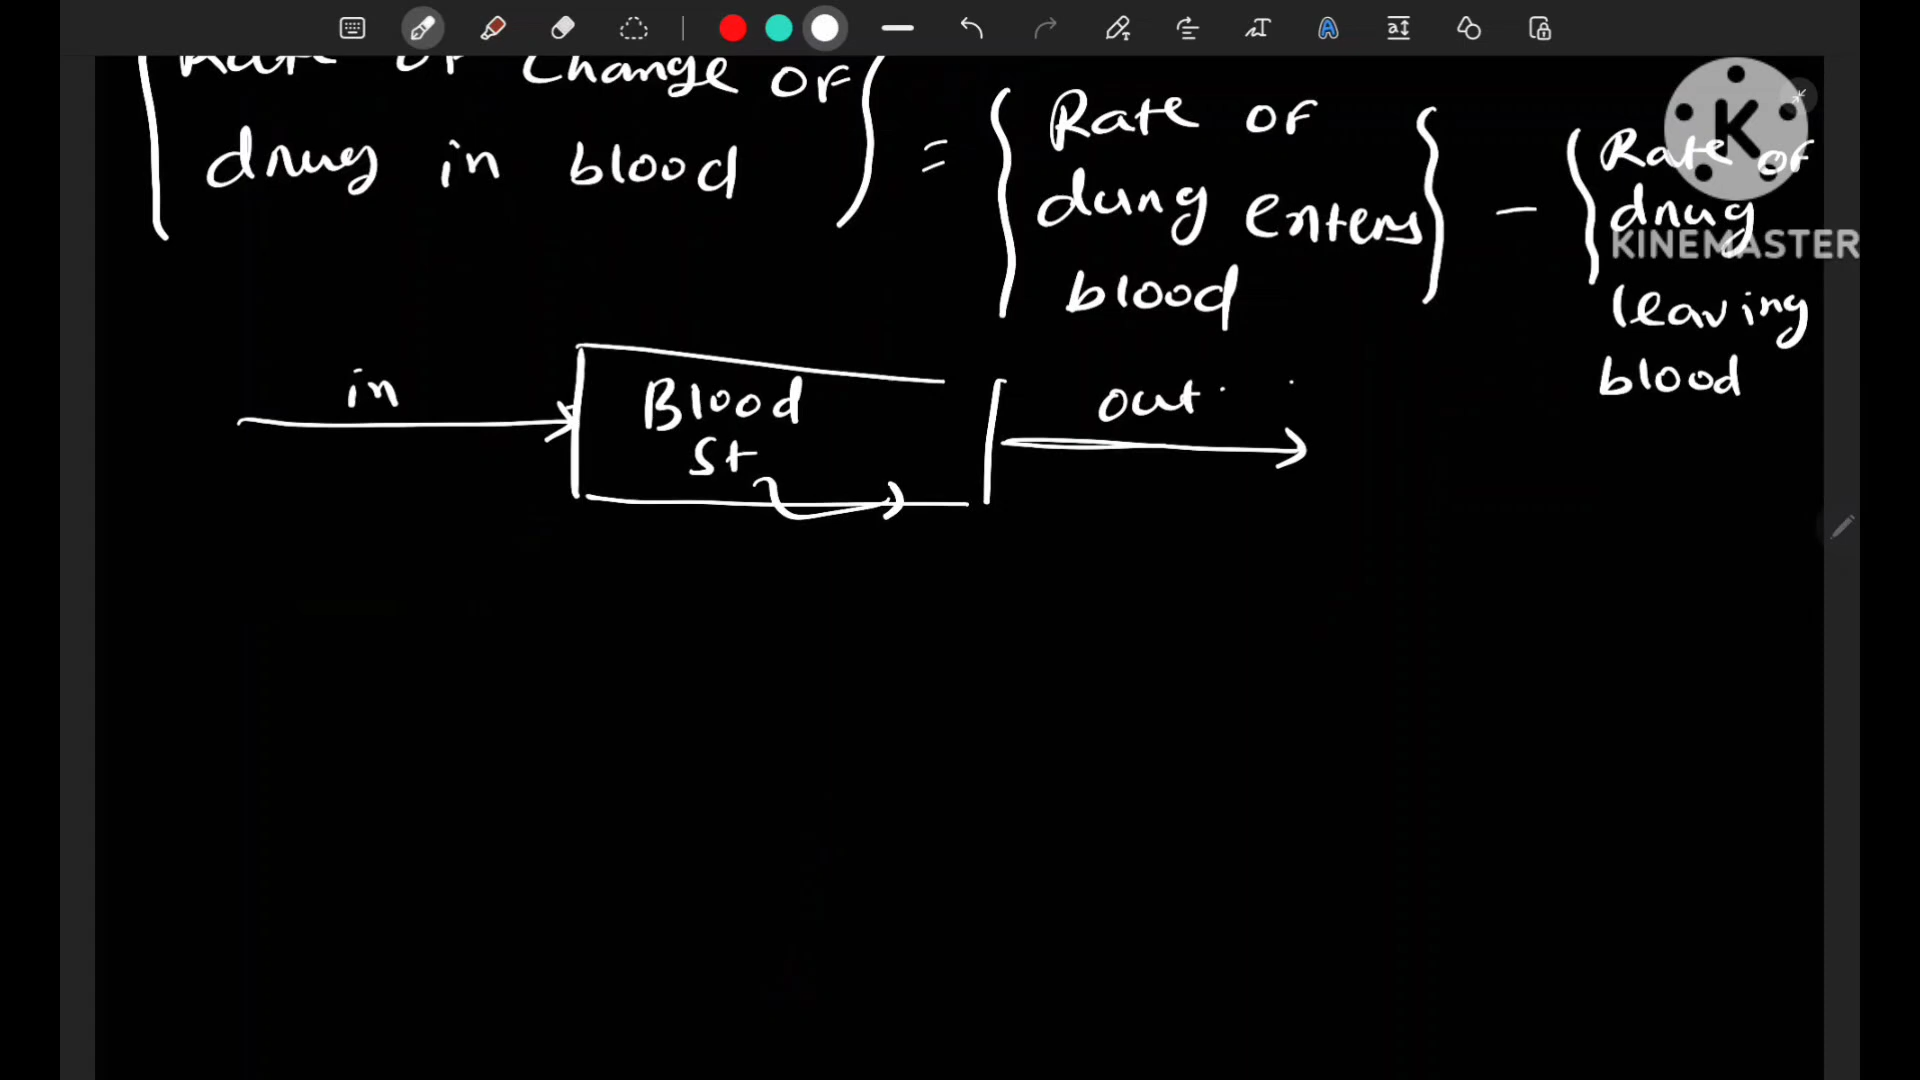 Rate of change of
drug in blood
=
Rate of
dung enters
blood
-
Rate of
drug
leaving
blood
KINEMASTER
in
Blood
St
out